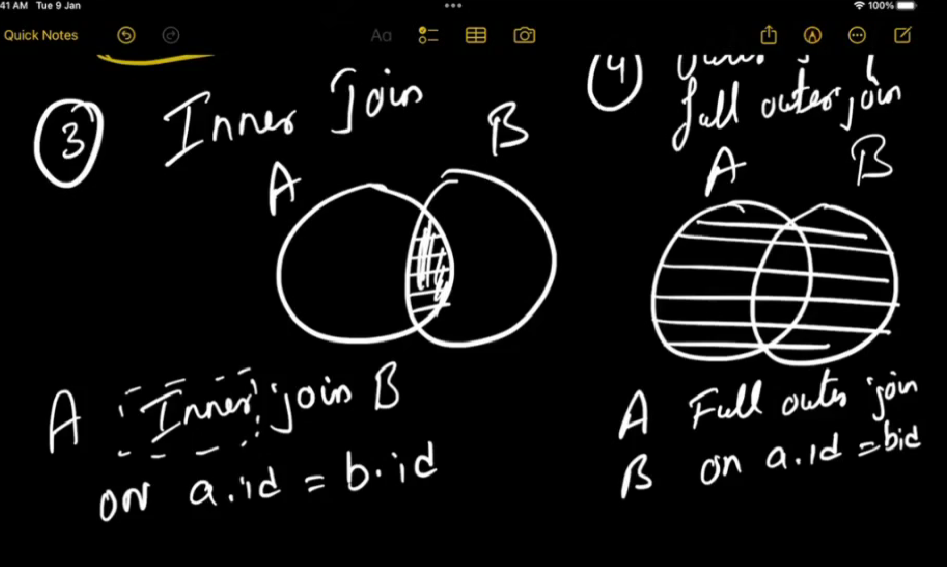 41 AM Tue 9 Jan
100%
Quick Notes
Aa
3 Inner Join
A
B
A Inner join B
on a.id = b.id
(4)
full outer join
A
B
A Full outer join
B on a.id = bid